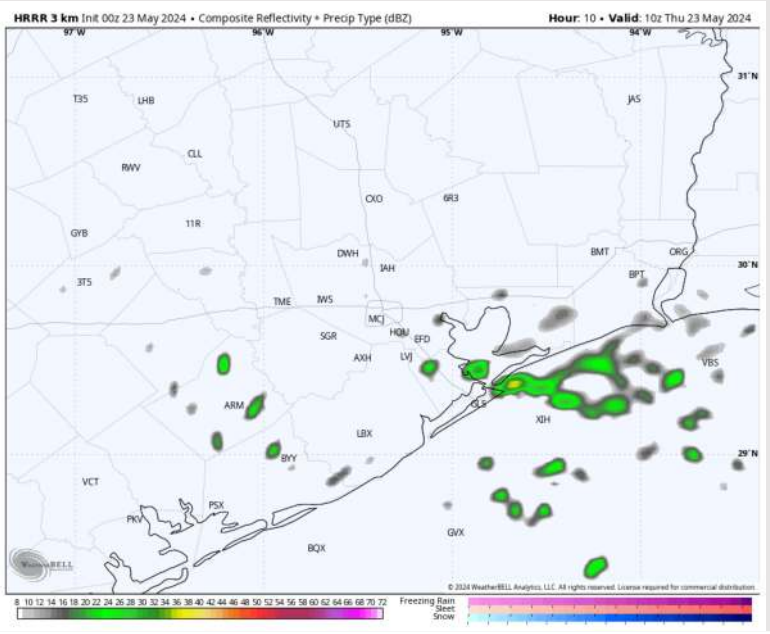 HRRR 3 km Init 00z 23 May 2024 • Composite Reflectivity + Precip Type (dBZ)
Hour: 10 • Valid: 10z Thu 23 May 2024
97°W 96°W 95°W 94°W
31°N
T35 LHB JAS
UTS
CLL
RWV
CXO 6R3
11R
GYB
DWH BMT ORG
IAH 30°N
3T5 BPT
TME IWS
MCJ
SGR HOU EFD
AXH LVJ VBS
ARM GLS
XIH
LBX
BYY 29°N
VCT
PSX
PKV
GVX
BQX
WeatherBELL
© 2024 WeatherBELL Analytics, LLC. All rights reserved. License required for commercial distribution.
8 10 12 14 16 18 20 22 24 26 28 30 32 34 36 38 40 42 44 46 48 50 52 54 56 58 60 62 64 66 68 70 72
Freezing Rain
Sleet
Snow